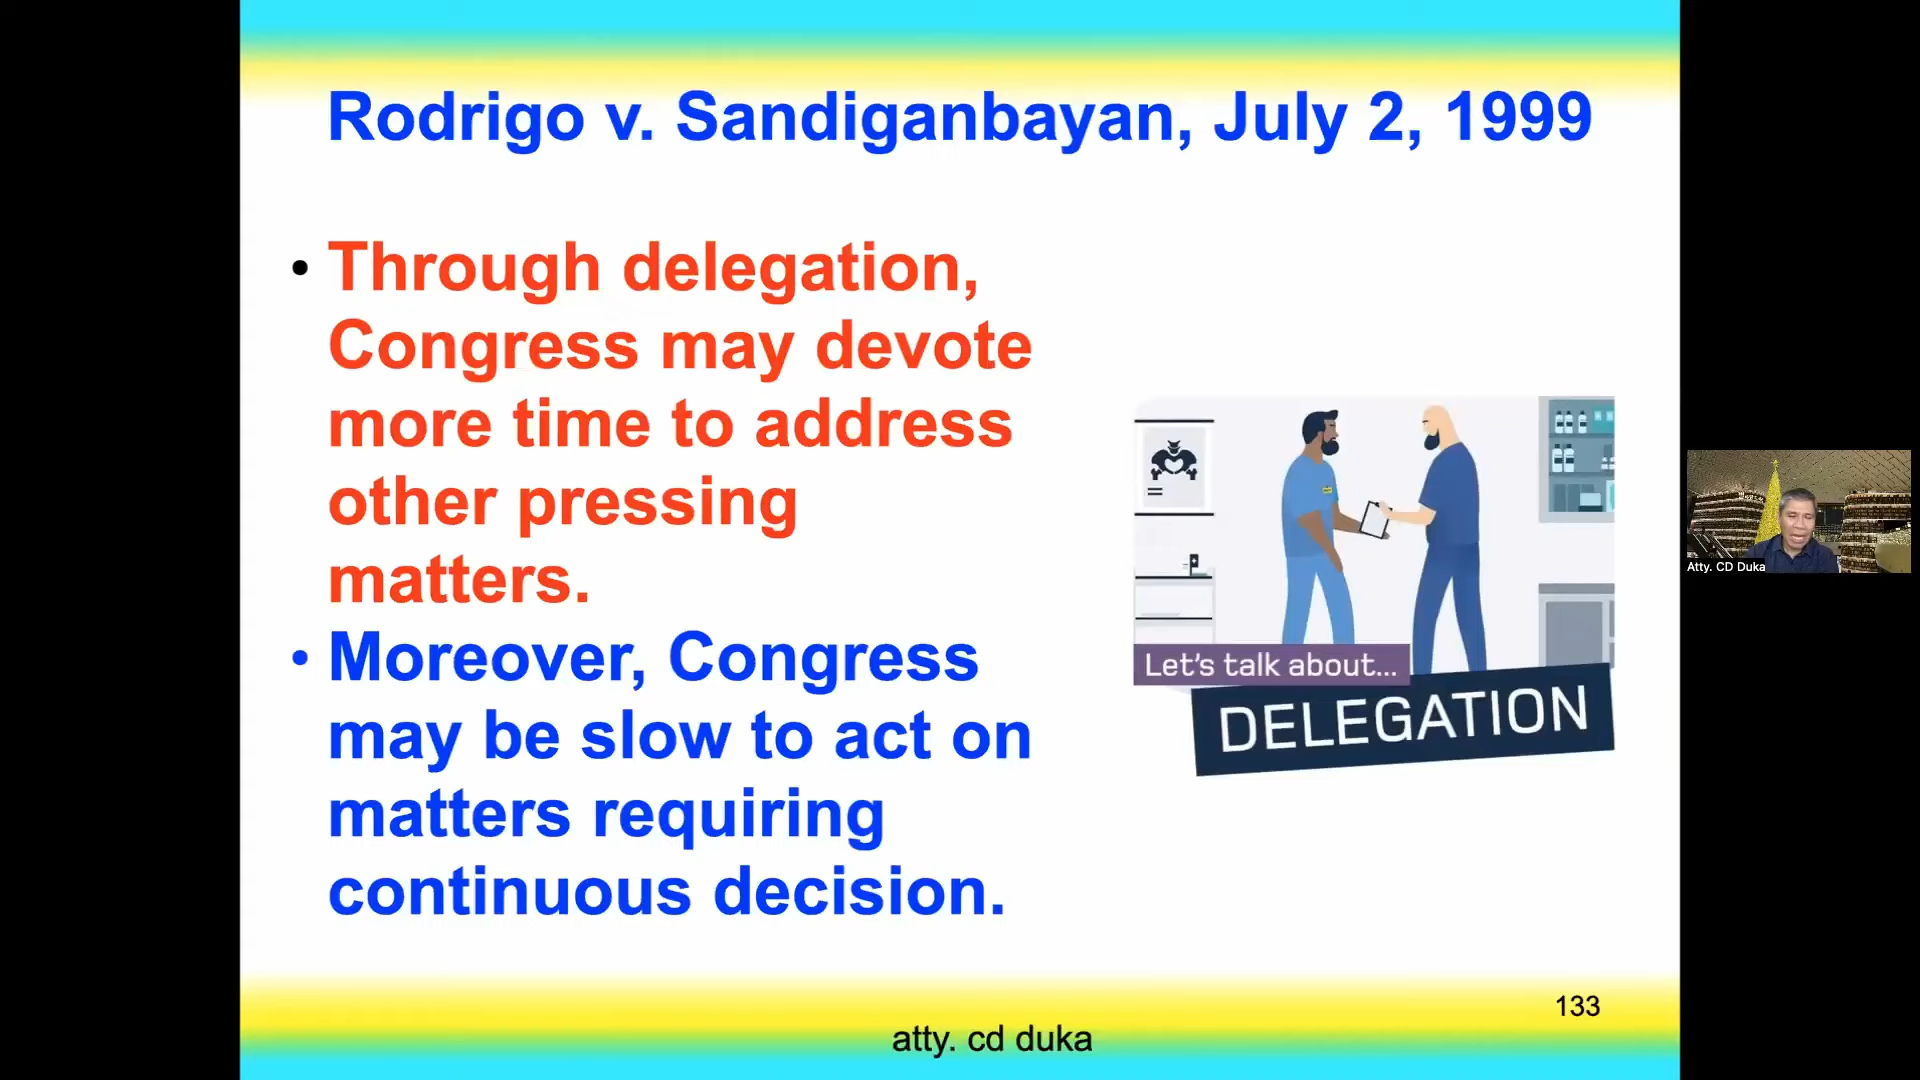 Rodrigo v. Sandiganbayan, July 2, 1999
• Through delegation,
Congress may devote
more time to address
other pressing
matters.
• Moreover, Congress
may be slow to act on
matters requiring
continuous decision.
Let's talk about...
DELEGATION
Atty. CD Duka
133
atty. cd duka